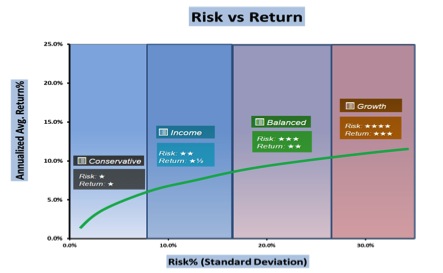 Risk vs Return
Annualized Avg. Return%
25.0%
20.0%
15.0%
10.0%
5.0%
0.0%
Conservative
Risk: ★
Return: ★
Income
Risk: ★★
Return: ★½
Balanced
Risk: ★★★
Return: ★★
Growth
Risk: ★★★★
Return: ★★★
10.0%
20.0%
30.0%
Risk% (Standard Deviation)